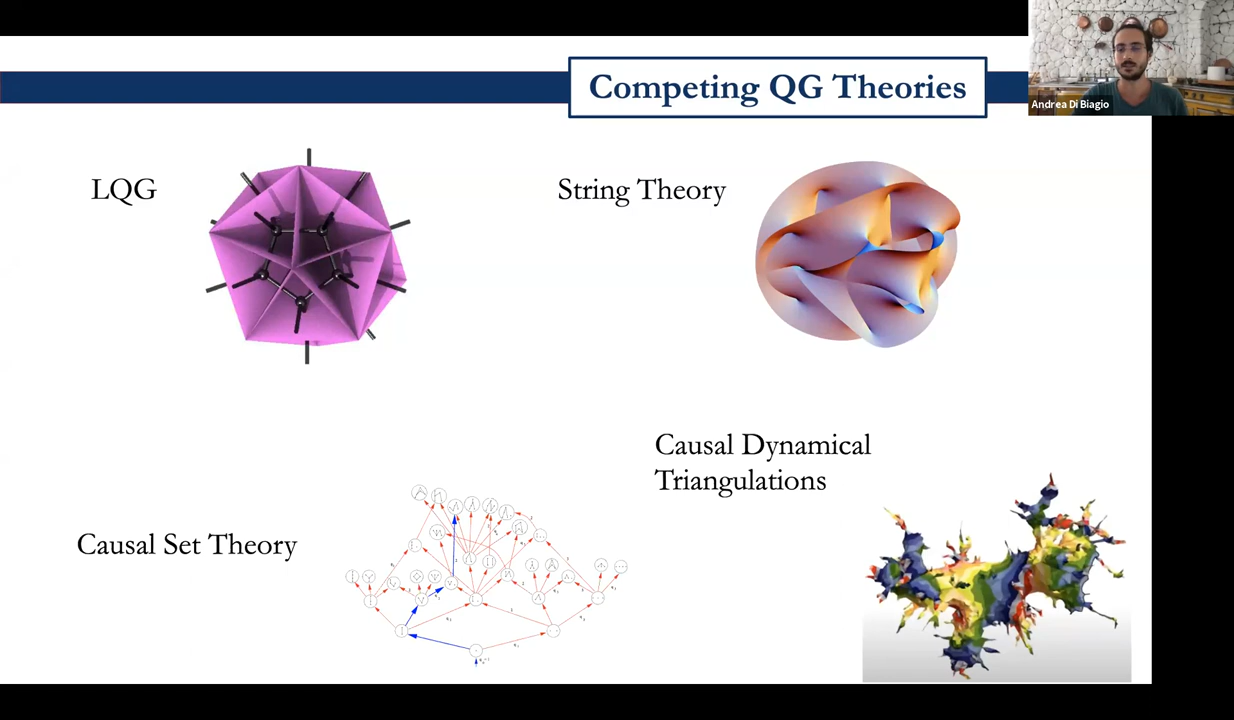 Competing QG Theories
Andrea Di Biagio
LQG
String Theory
Causal Dynamical
Triangulations
Causal Set Theory